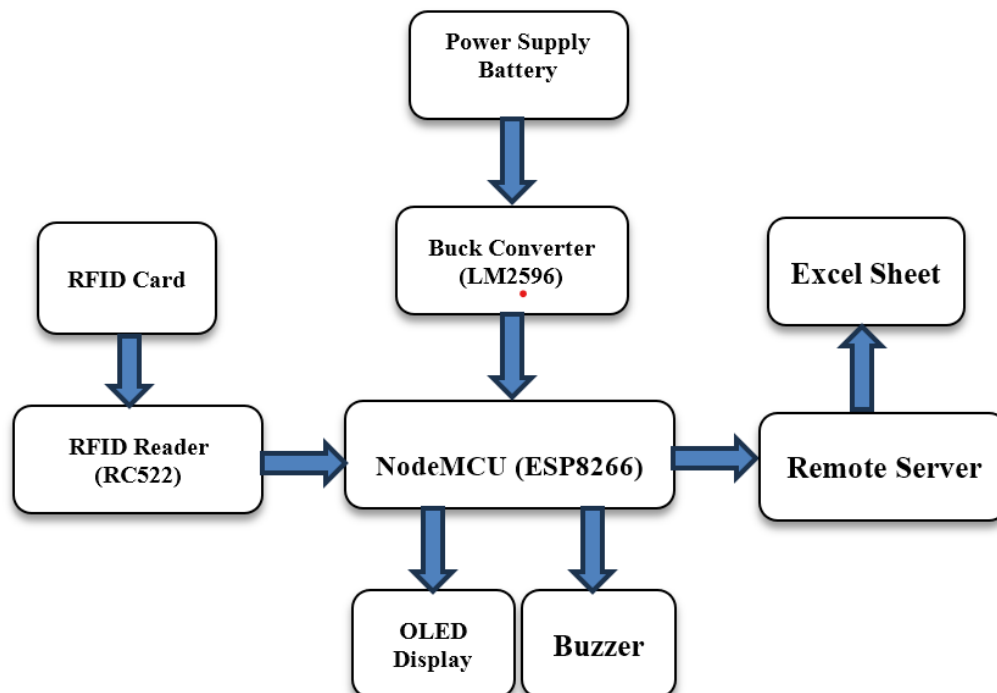 Power Supply
Battery
Buck Converter
(LM2596)
RFID Card
Excel Sheet
RFID Reader
(RC522)
NodeMCU (ESP8266)
Remote Server
OLED
Display
Buzzer